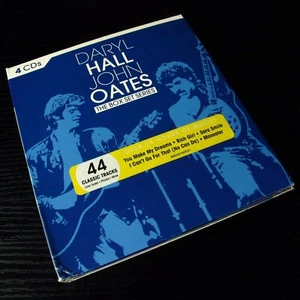 4 CDs
DARYL
HALL
JOHN
OATES
THE BOX SET SERIES
44
CLASSIC TRACKS
You Make My Dreams • Rich Girl • Sara Smile
I Can't Go For That (No Can Do) • Maneater